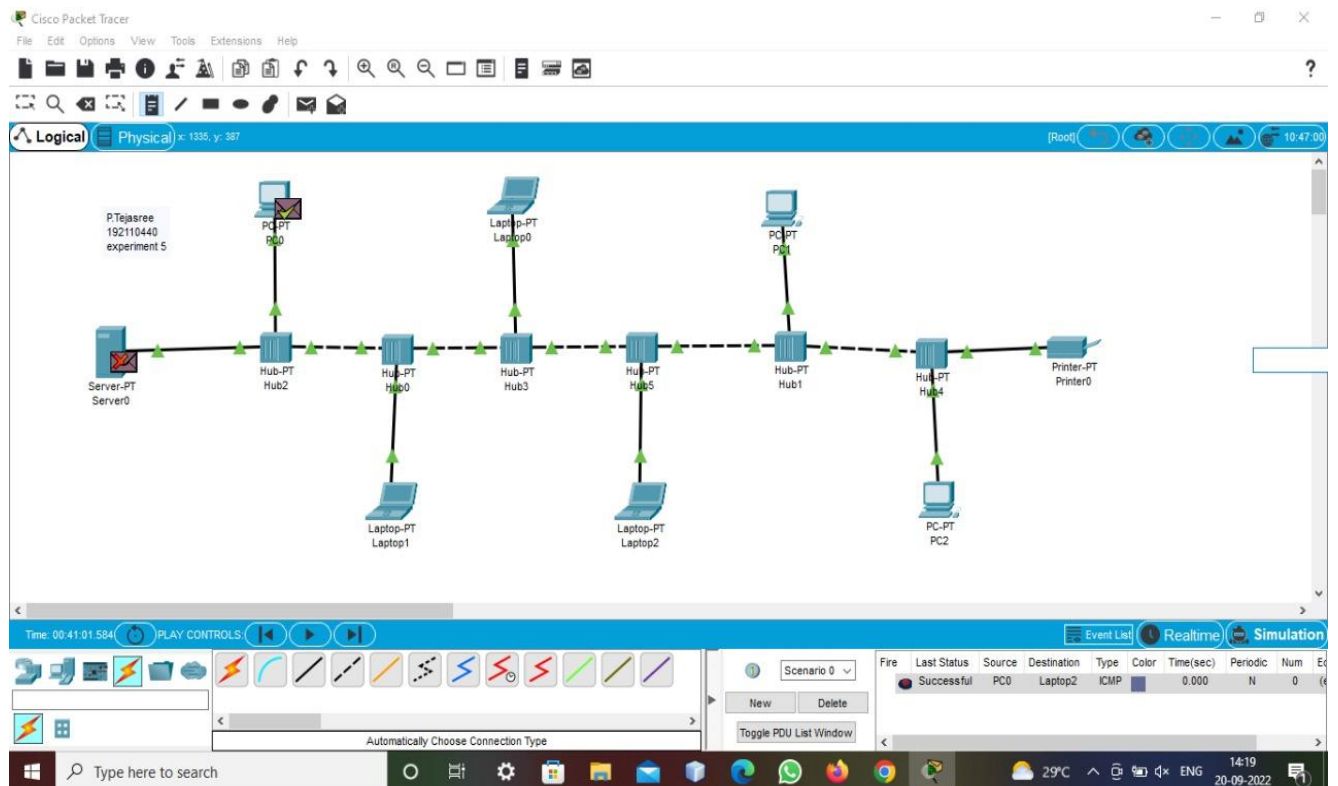 Cisco Packet Tracer
File Edit Options View Tools Extensions Help
?
Logical Physical x: 1335, y: 387 [Root] 10:47:00
P.Tejasree
192110440
experiment 5
PC-PT
PC0
Laptop-PT
Laptop0
PC-PT
PC1
Server-PT
Server0
Hub-PT
Hub2
Hub-PT
Hub0
Hub-PT
Hub3
Hub-PT
Hub5
Hub-PT
Hub1
Hub-PT
Hub4
Printer-PT
Printer0
Laptop-PT
Laptop1
Laptop-PT
Laptop2
PC-PT
PC2
Time: 00:41:01.584 PLAY CONTROLS: Event List Realtime Simulation
Scenario 0
New Delete
Toggle PDU List Window
Fire Last Status Source Destination Type Color Time(sec) Periodic Num Ed
Successful PC0 Laptop2 ICMP 0.000 N 0 (e
Automatically Choose Connection Type
Type here to search
29°C ENG
14:19
20-09-2022